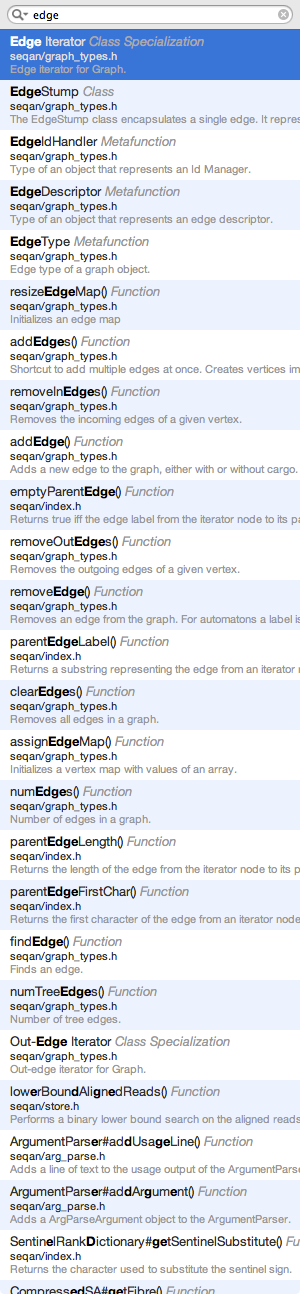 edge
Edge Iterator Class Specialization
seqan/graph_types.h
Edge iterator for Graph.
EdgeStump Class
seqan/graph_types.h
The EdgeStump class encapsulates a single edge. It repres
EdgeIdHandler Metafunction
seqan/graph_types.h
Type of an object that represents an Id Manager.
EdgeDescriptor Metafunction
seqan/graph_types.h
Type of an object that represents an edge descriptor.
EdgeType Metafunction
seqan/graph_types.h
Edge type of a graph object.
resizeEdgeMap() Function
seqan/graph_types.h
Initializes an edge map
addEdges() Function
seqan/graph_types.h
Shortcut to add multiple edges at once. Creates vertices im
removeInEdges() Function
seqan/graph_types.h
Removes the incoming edges of a given vertex.
addEdge() Function
seqan/graph_types.h
Adds a new edge to the graph, either with or without cargo.
emptyParentEdge() Function
seqan/index.h
Returns true iff the edge label from the iterator node to its pa
removeOutEdges() Function
seqan/graph_types.h
Removes the outgoing edges of a given vertex.
removeEdge() Function
seqan/graph_types.h
Removes an edge from the graph. For automatons a label is
parentEdgeLabel() Function
seqan/index.h
Returns a substring representing the edge from an iterator
clearEdges() Function
seqan/graph_types.h
Removes all edges in a graph.
assignEdgeMap() Function
seqan/graph_types.h
Initializes a vertex map with values of an array.
numEdges() Function
seqan/graph_types.h
Number of edges in a graph.
parentEdgeLength() Function
seqan/index.h
Returns the length of the edge from the iterator node to its p
parentEdgeFirstChar() Function
seqan/index.h
Returns the first character of the edge from an iterator node
findEdge() Function
seqan/graph_types.h
Finds an edge.
numTreeEdges() Function
seqan/graph_types.h
Number of tree edges.
Out-Edge Iterator Class Specialization
seqan/graph_types.h
Out-edge iterator for Graph.
lowerBoundAlignedReads() Function
seqan/store.h
Performs a binary lower bound search on the aligned reads
ArgumentParser#addUsageLine() Function
seqan/arg_parse.h
Adds a line of text to the usage output of the ArgumentParse
ArgumentParser#addArgument() Function
seqan/arg_parse.h
Adds a ArgParseArgument object to the ArgumentParser.
SentinelRankDictionary#getSentinelSubstitute() Fu
seqan/index.h
Returns the character used to substitute the sentinel sign.
CompressedSA#getFibre() Function